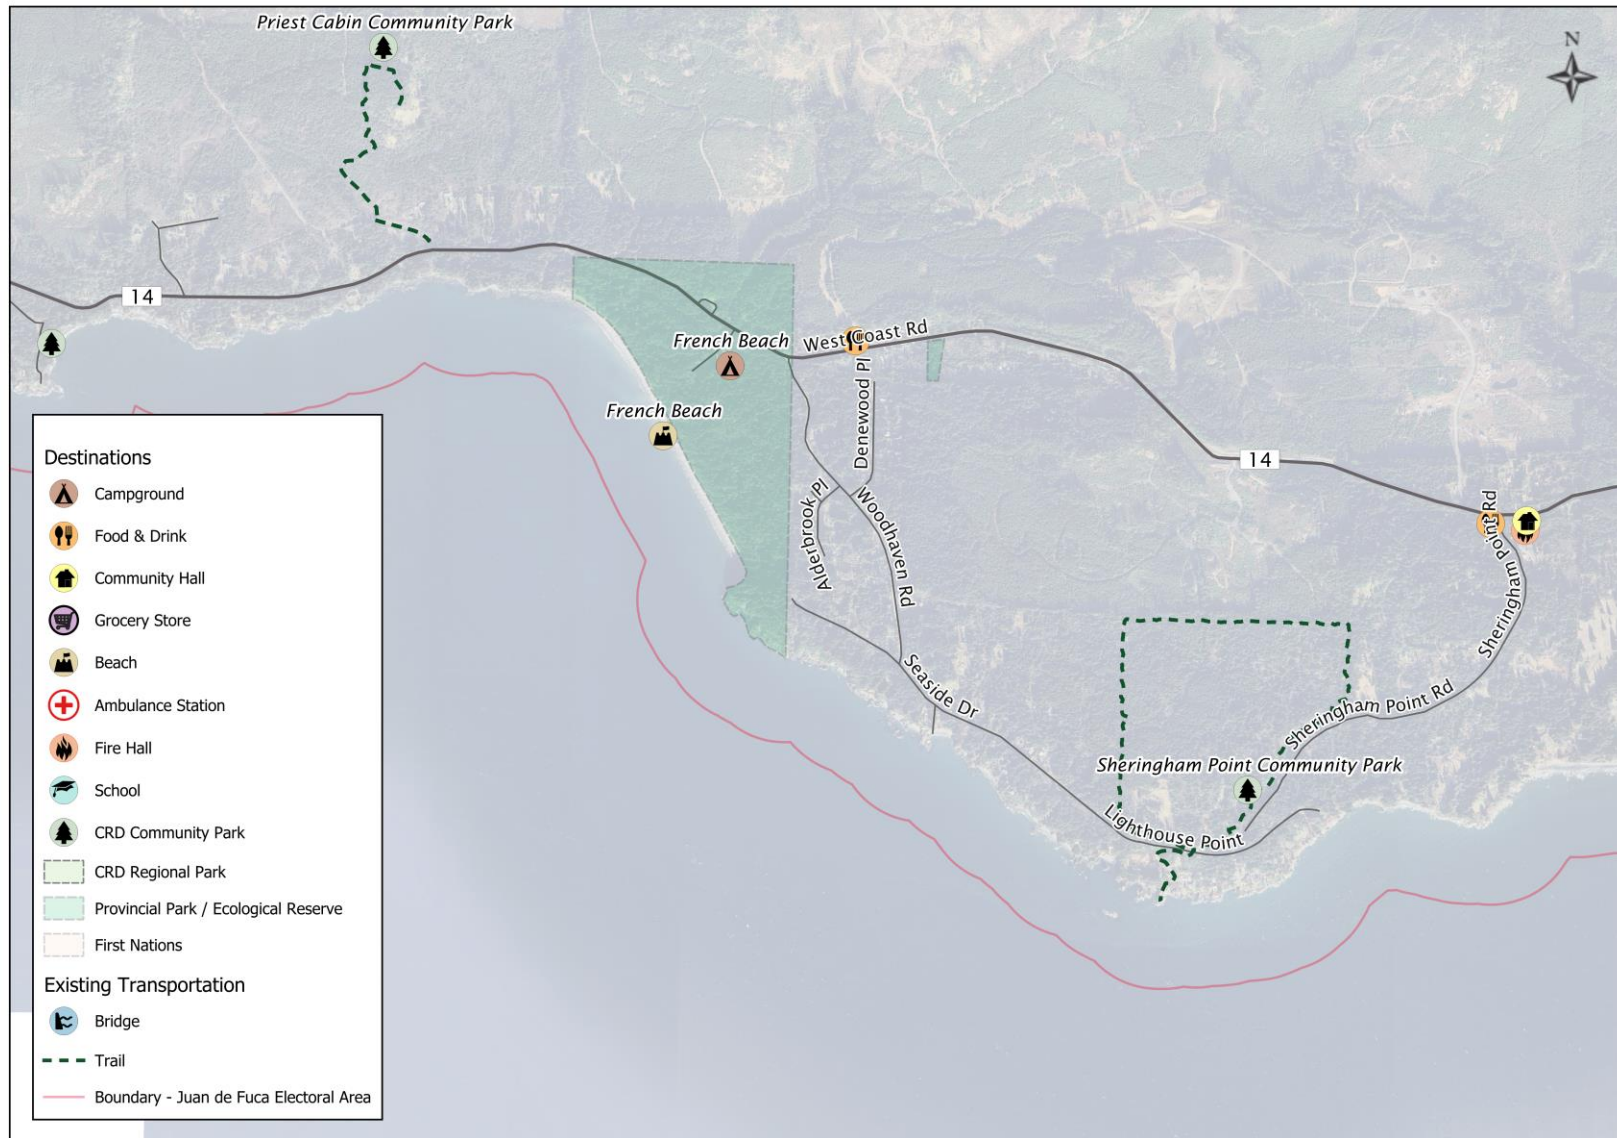 Priest Cabin Community Park
N
14
French Beach
West Coast Rd
French Beach
Denewood Pl
14
Alderbrook Pl
Woodhaven Rd
Sheringham Point Rd
Seaside Dr
Sheringham Point Rd
Sheringham Point Community Park
Lighthouse Point
Destinations
Campground
Food & Drink
Community Hall
Grocery Store
Beach
Ambulance Station
Fire Hall
School
CRD Community Park
CRD Regional Park
Provincial Park / Ecological Reserve
First Nations
Existing Transportation
Bridge
Trail
Boundary - Juan de Fuca Electoral Area